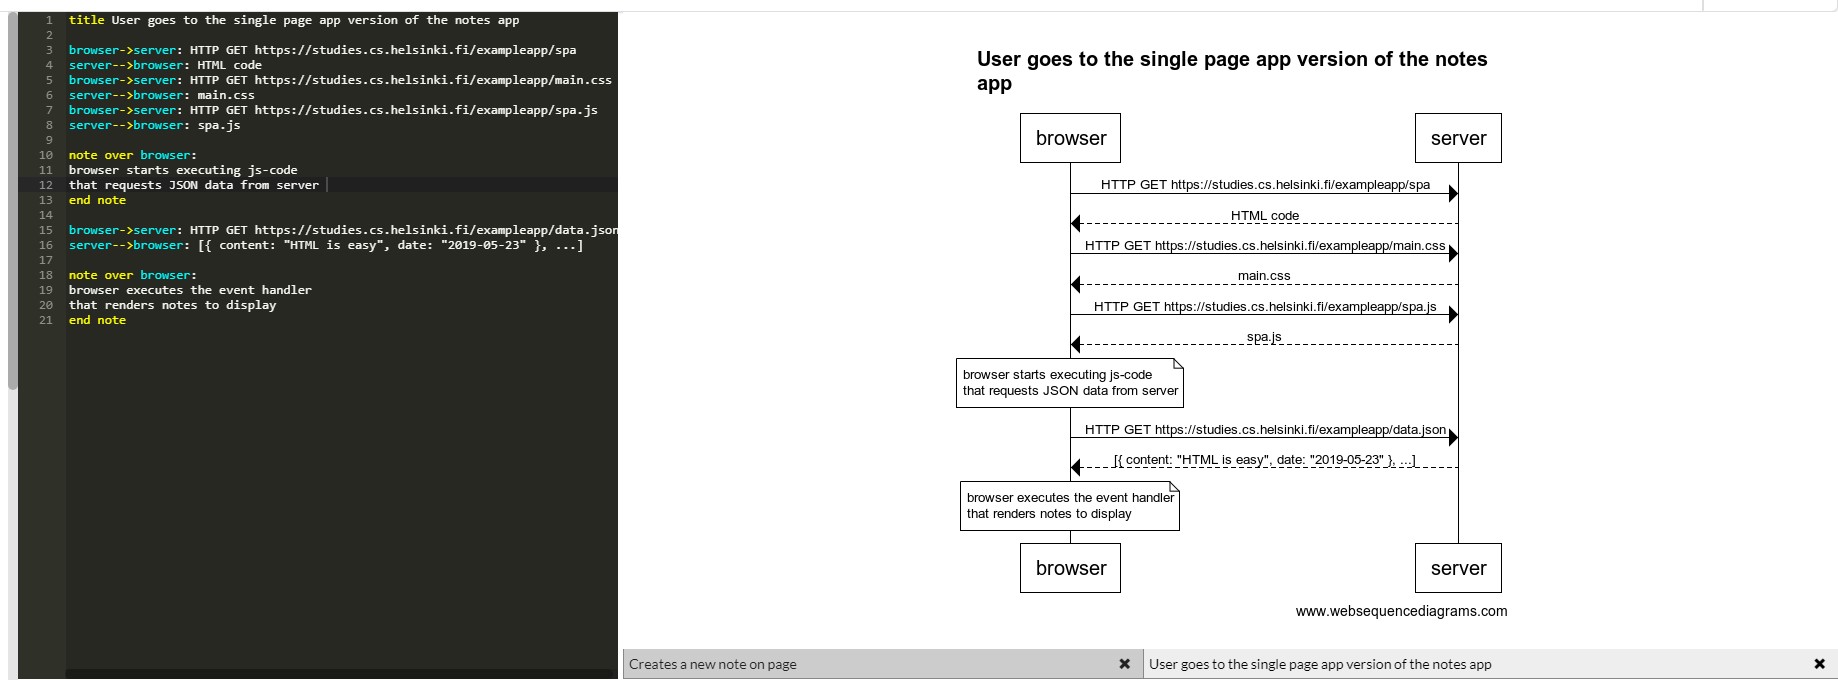 1 title User goes to the single page app version of the notes app
2
3 browser->server: HTTP GET https://studies.cs.helsinki.fi/exampleapp/spa
4 server-->browser: HTML code
5 browser->server: HTTP GET https://studies.cs.helsinki.fi/exampleapp/main.css
6 server-->browser: main.css
7 browser->server: HTTP GET https://studies.cs.helsinki.fi/exampleapp/spa.js
8 server-->browser: spa.js
9
10 note over browser:
11 browser starts executing js-code
12 that requests JSON data from server
13 end note
14
15 browser->server: HTTP GET https://studies.cs.helsinki.fi/exampleapp/data.json
16 server-->browser: [{ content: "HTML is easy", date: "2019-05-23" }, ...]
17
18 note over browser:
19 browser executes the event handler
20 that renders notes to display
21 end note
User goes to the single page app version of the notes
app
browser server
HTTP GET https://studies.cs.helsinki.fi/exampleapp/spa
HTML code
HTTP GET https://studies.cs.helsinki.fi/exampleapp/main.css
main.css
HTTP GET https://studies.cs.helsinki.fi/exampleapp/spa.js
spa.js
browser starts executing js-code
that requests JSON data from server
HTTP GET https://studies.cs.helsinki.fi/exampleapp/data.json
[{ content: "HTML is easy", date: "2019-05-23" }, ...]
browser executes the event handler
that renders notes to display
browser server
www.websequencediagrams.com
Creates a new note on page ✖ User goes to the single page app version of the notes app ✖